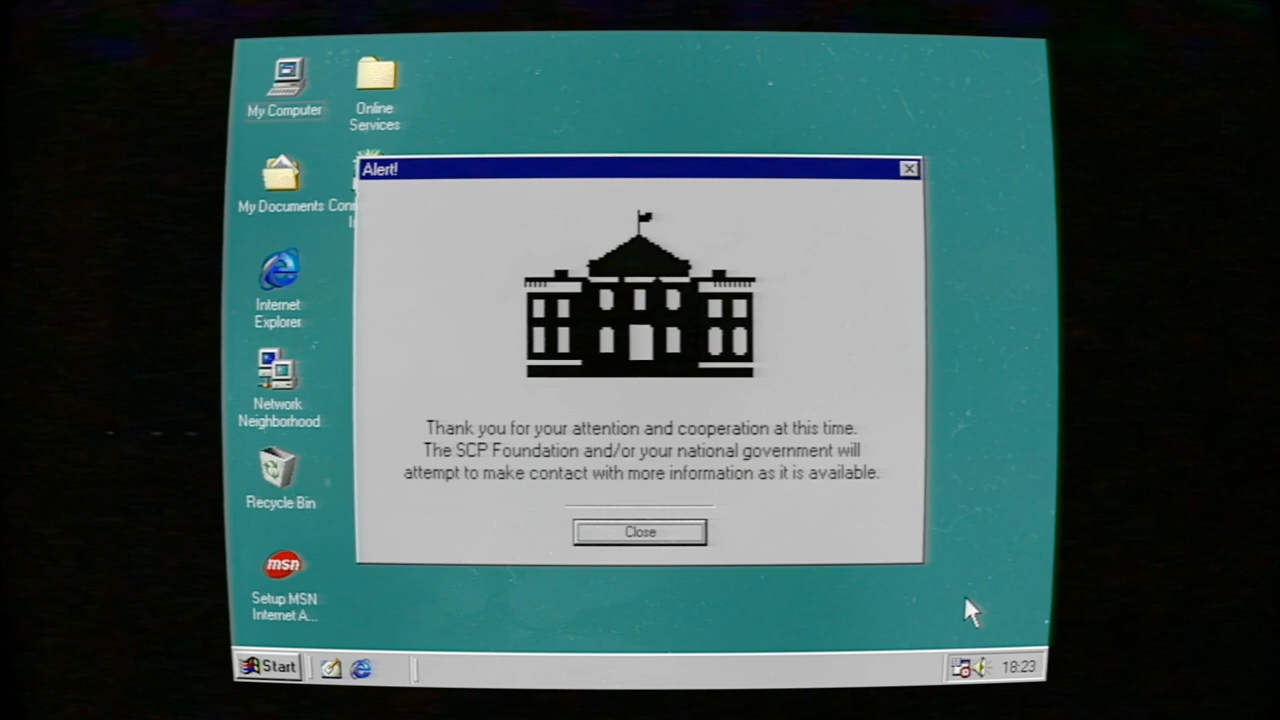 My Computer
Online
Services
Alert!
My Documents
Internet
Explorer
Network
Neighborhood
Recycle Bin
msn
Setup MSN
Internet A...
Thank you for your attention and cooperation at this time.
The SCP Foundation and/or your national government will
attempt to make contact with more information as it is available.
Close
Start
18:23